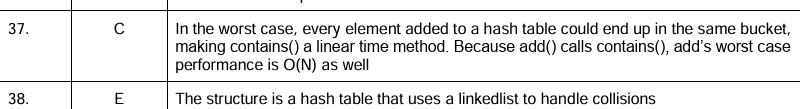 37. C In the worst case, every element added to a hash table could end up in the same bucket,
making contains() a linear time method. Because add() calls contains(), add's worst case
performance is O(N) as well
38. E The structure is a hash table that uses a linkedlist to handle collisions